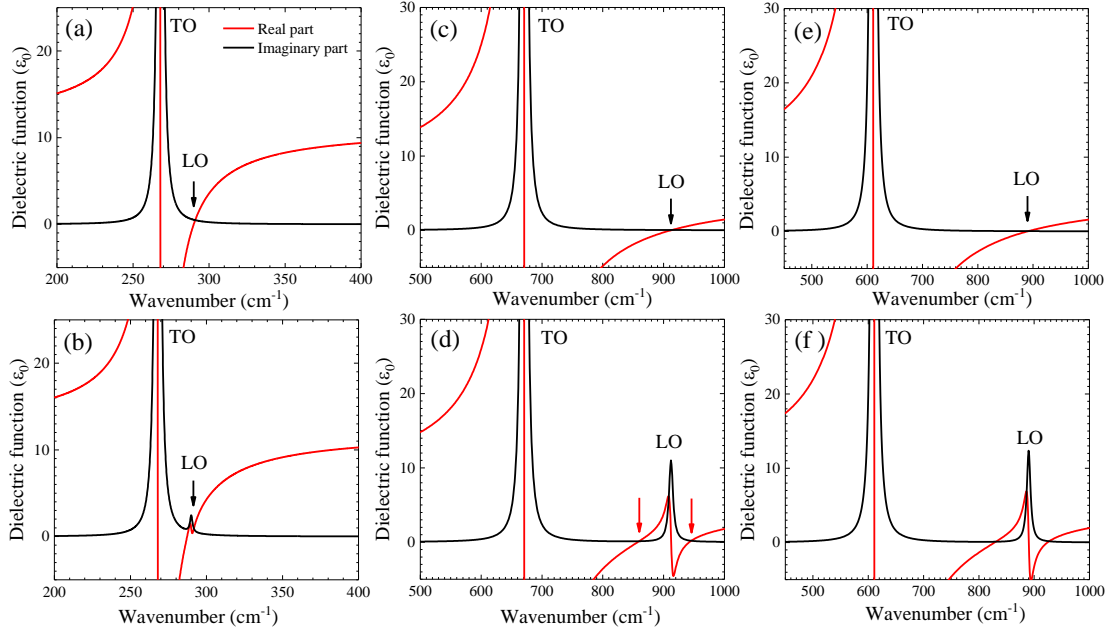 (a)
TO
Real part
Imaginary part
LO
20
10
0
200
250
300
350
400
Dielectric function (ε₀)
Wavenumber (cm⁻¹)
(c)
TO
LO
30
20
10
0
500
600
700
800
900
1000
Dielectric function (ε₀)
Wavenumber (cm⁻¹)
(e)
TO
LO
30
20
10
0
500
600
700
800
900
1000
Dielectric function (ε₀)
Wavenumber (cm⁻¹)
(b)
TO
LO
20
10
0
200
250
300
350
400
Dielectric function (ε₀)
Wavenumber (cm⁻¹)
(d)
TO
LO
30
20
10
0
500
600
700
800
900
1000
Dielectric function (ε₀)
Wavenumber (cm⁻¹)
(f )
TO
LO
30
20
10
0
500
600
700
800
900
1000
Dielectric function (ε₀)
Wavenumber (cm⁻¹)